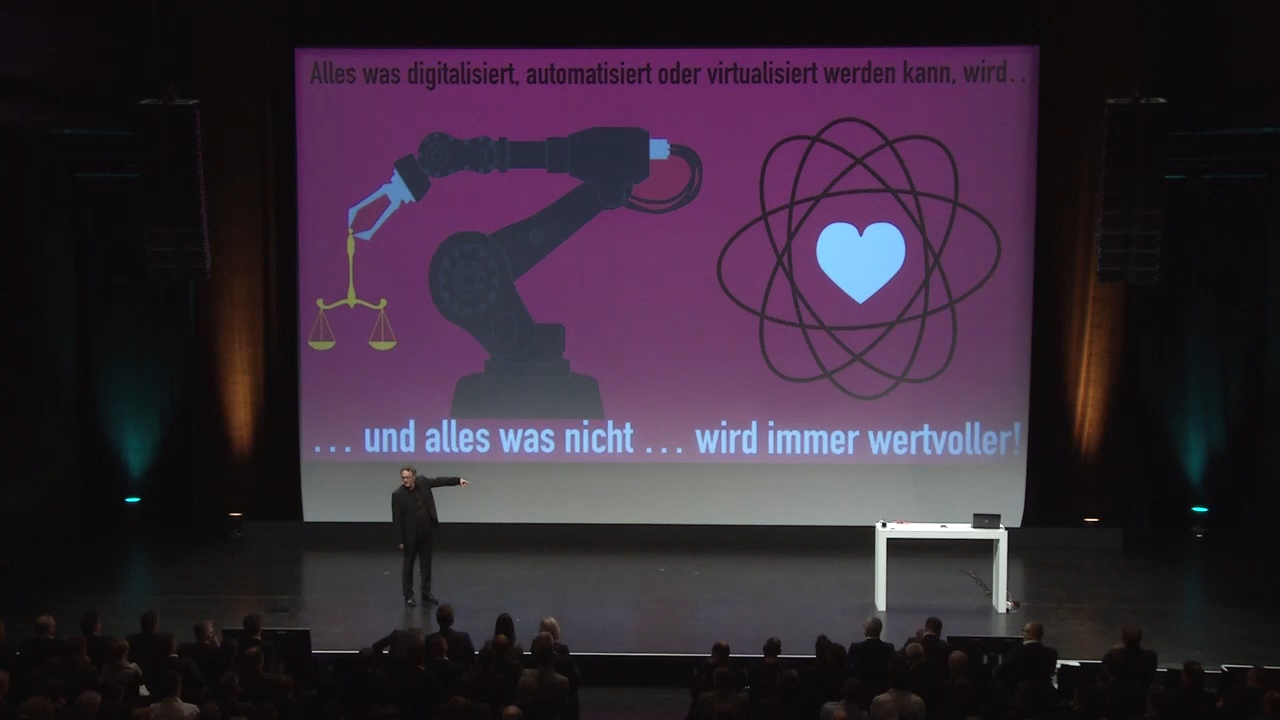 Alles was digitalisiert, automatisiert oder virtualisiert werden kann, wird...
... und alles was nicht ... wird immer wertvoller!